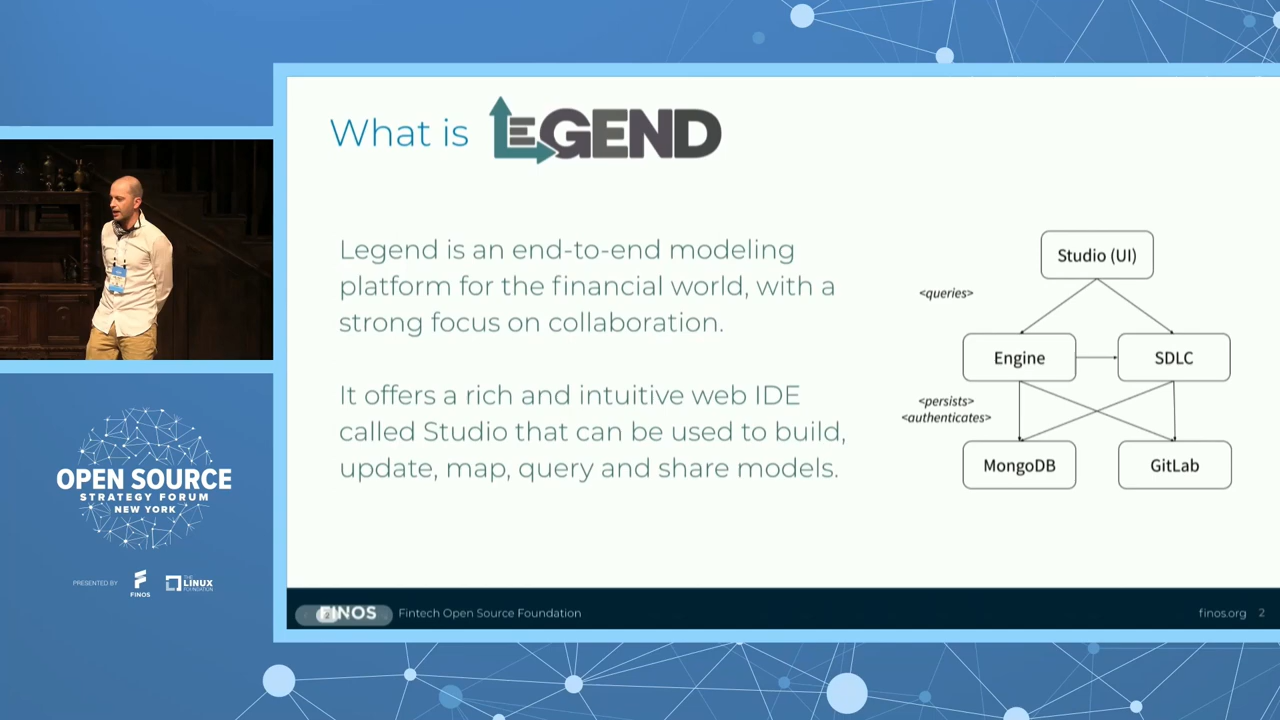 What is LEGEND
Legend is an end-to-end modeling
platform for the financial world, with a
strong focus on collaboration.
It offers a rich and intuitive web IDE
called Studio that can be used to build,
update, map, query and share models.
Studio (UI)
<queries>
Engine
SDLC
<persists>
<authenticates>
MongoDB
GitLab
FINOS
Fintech Open Source Foundation
finos.org
2
OPEN SOURCE
STRATEGY FORUM
NEW YORK
PRESENTED BY
FINOS
THE
LINUX
FOUNDATION